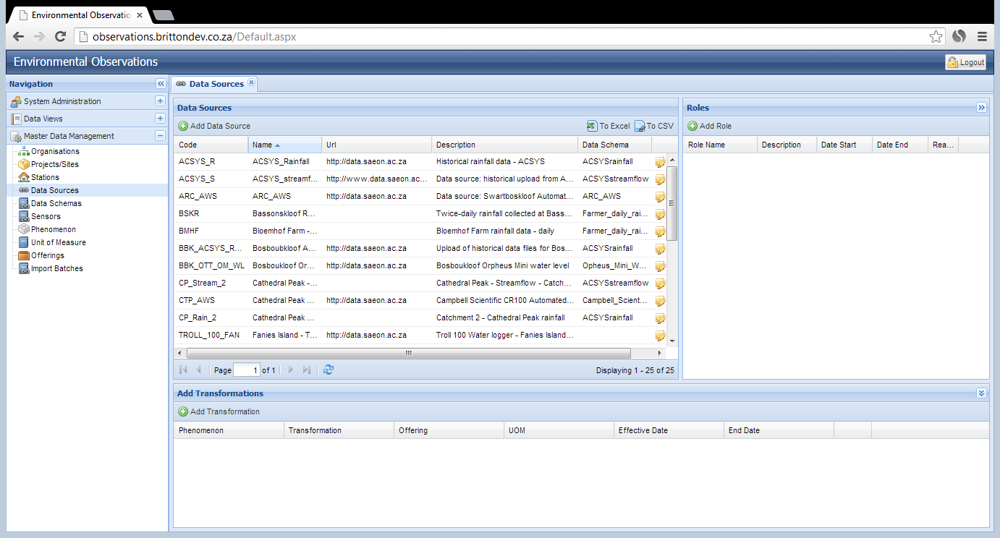 Environmental Observatio
observations.brittondev.co.za/Default.aspx
Environmental Observations
Logout
Navigation
System Administration
Data Views
Master Data Management
Organisations
Projects/Sites
Stations
Data Sources
Data Schemas
Sensors
Phenomenon
Unit of Measure
Offerings
Import Batches
Data Sources
Data Sources
Add Data Source To Excel To CSV
Code Name Url Description Data Schema
ACSYS_R ACSYS_Rainfall http://data.saeon.ac.za Historical rainfall data - ACSYS ACSYSrainfall
ACSYS_S ACSYS_streamf... http://www.data.saeon.ac... Data source: historical upload from A... ACSYSstreamflow
ARC_AWS ARC_AWS http://data.saeon.ac.za Data source: Swartboskloof Automat... ARC_AWS
BSKR Bassonskloof R... Twice-daily rainfall collected at Bass... Farmer_daily_rai...
BMHF Bloemhof Farm -... Bloemhof Farm rainfall data - daily Farmer_daily_rai...
BBK_ACSYS_R... Bosboubkloof A... http://data.saeon.ac.za Upload of historical data files for Bos... ACSYSrainfall
BBK_OTT_OM_WL Bosboukloof Or... http://data.saeon.ac.za Bosboukloof Orpheus Mini water level Opheus_Mini_W...
CP_Stream_2 Cathedral Peak -... Cathedral Peak - Streamflow - Catch... ACSYSstreamflow
CTP_AWS Cathedral Peak ... http://data.saeon.ac.za Campbell Scientific CR100 Automated... Campbell_Scient...
CP_Rain_2 Cathedral Peak ... Catchment 2 - Cathedral Peak rainfall ACSYSrainfall
TROLL_100_FAN Fanies Island - T... http://data.saeon.ac.za Troll 100 Water logger - Fanies Island...
Page 1 of 1 Displaying 1 - 25 of 25
Roles
Add Role
Role Name Description Date Start Date End Rea...
Add Transformations
Add Transformation
Phenomenon Transformation Offering UOM Effective Date End Date